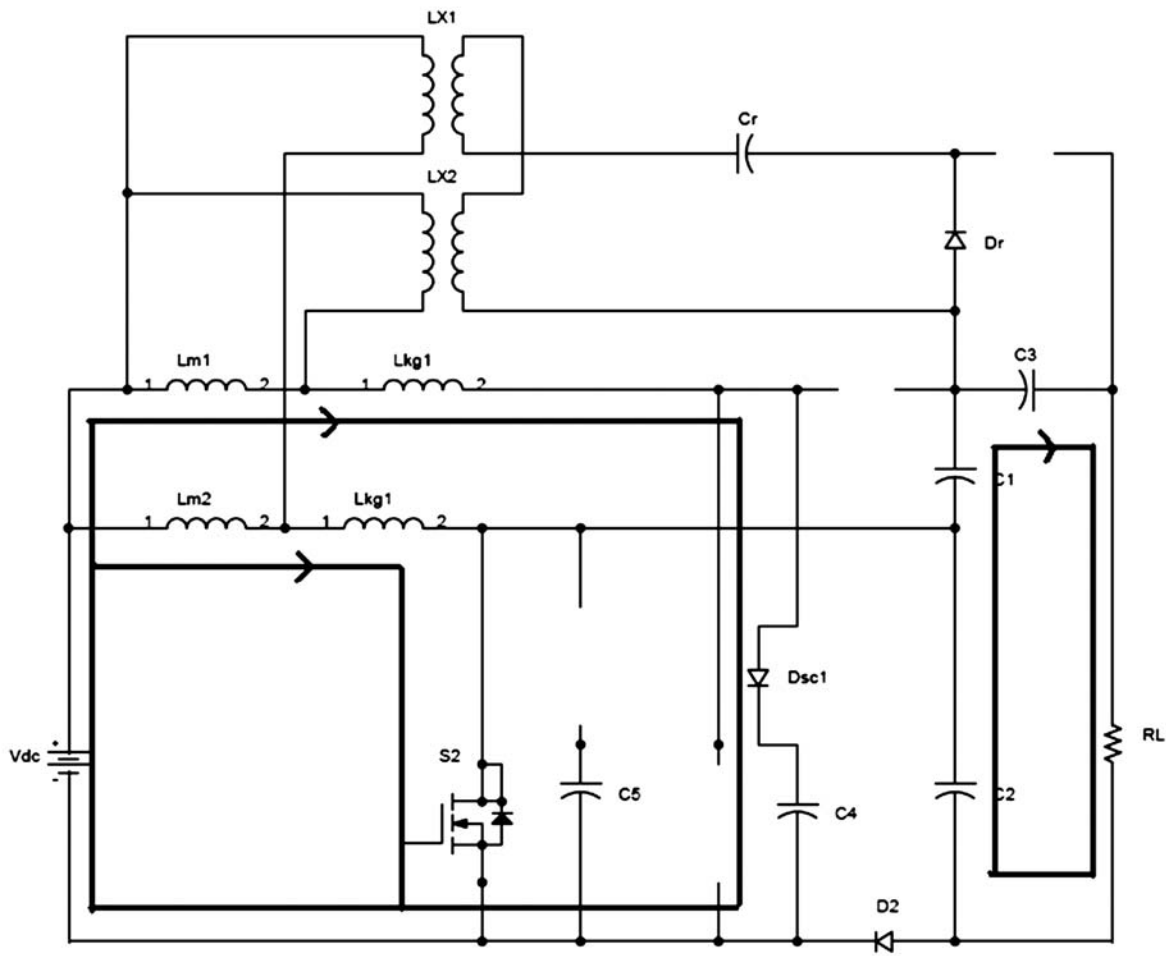 LX1
Cr
LX2
Dr
C3
Lm1 Lkg1
1 2 1 2
C1
Lm2 Lkg1
1 2 1 2
Dsc1
+
Vdc
-
S2
RL
C5
C4
C2
D2